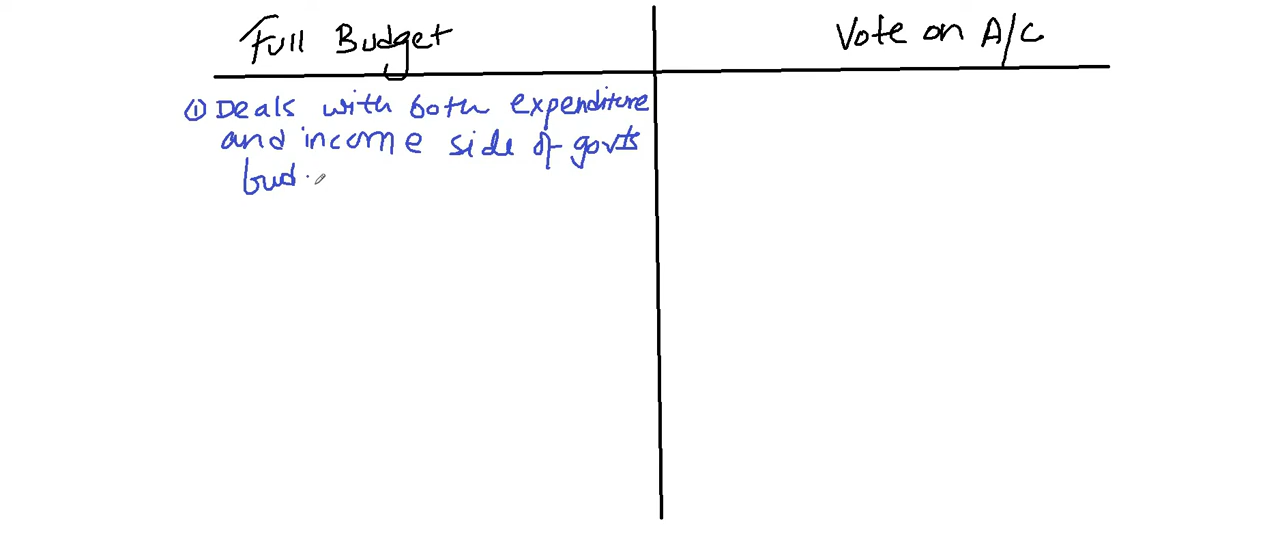 Full Budget
Vote on A/C
① Deals with both expenditure
and income side of govts
bud